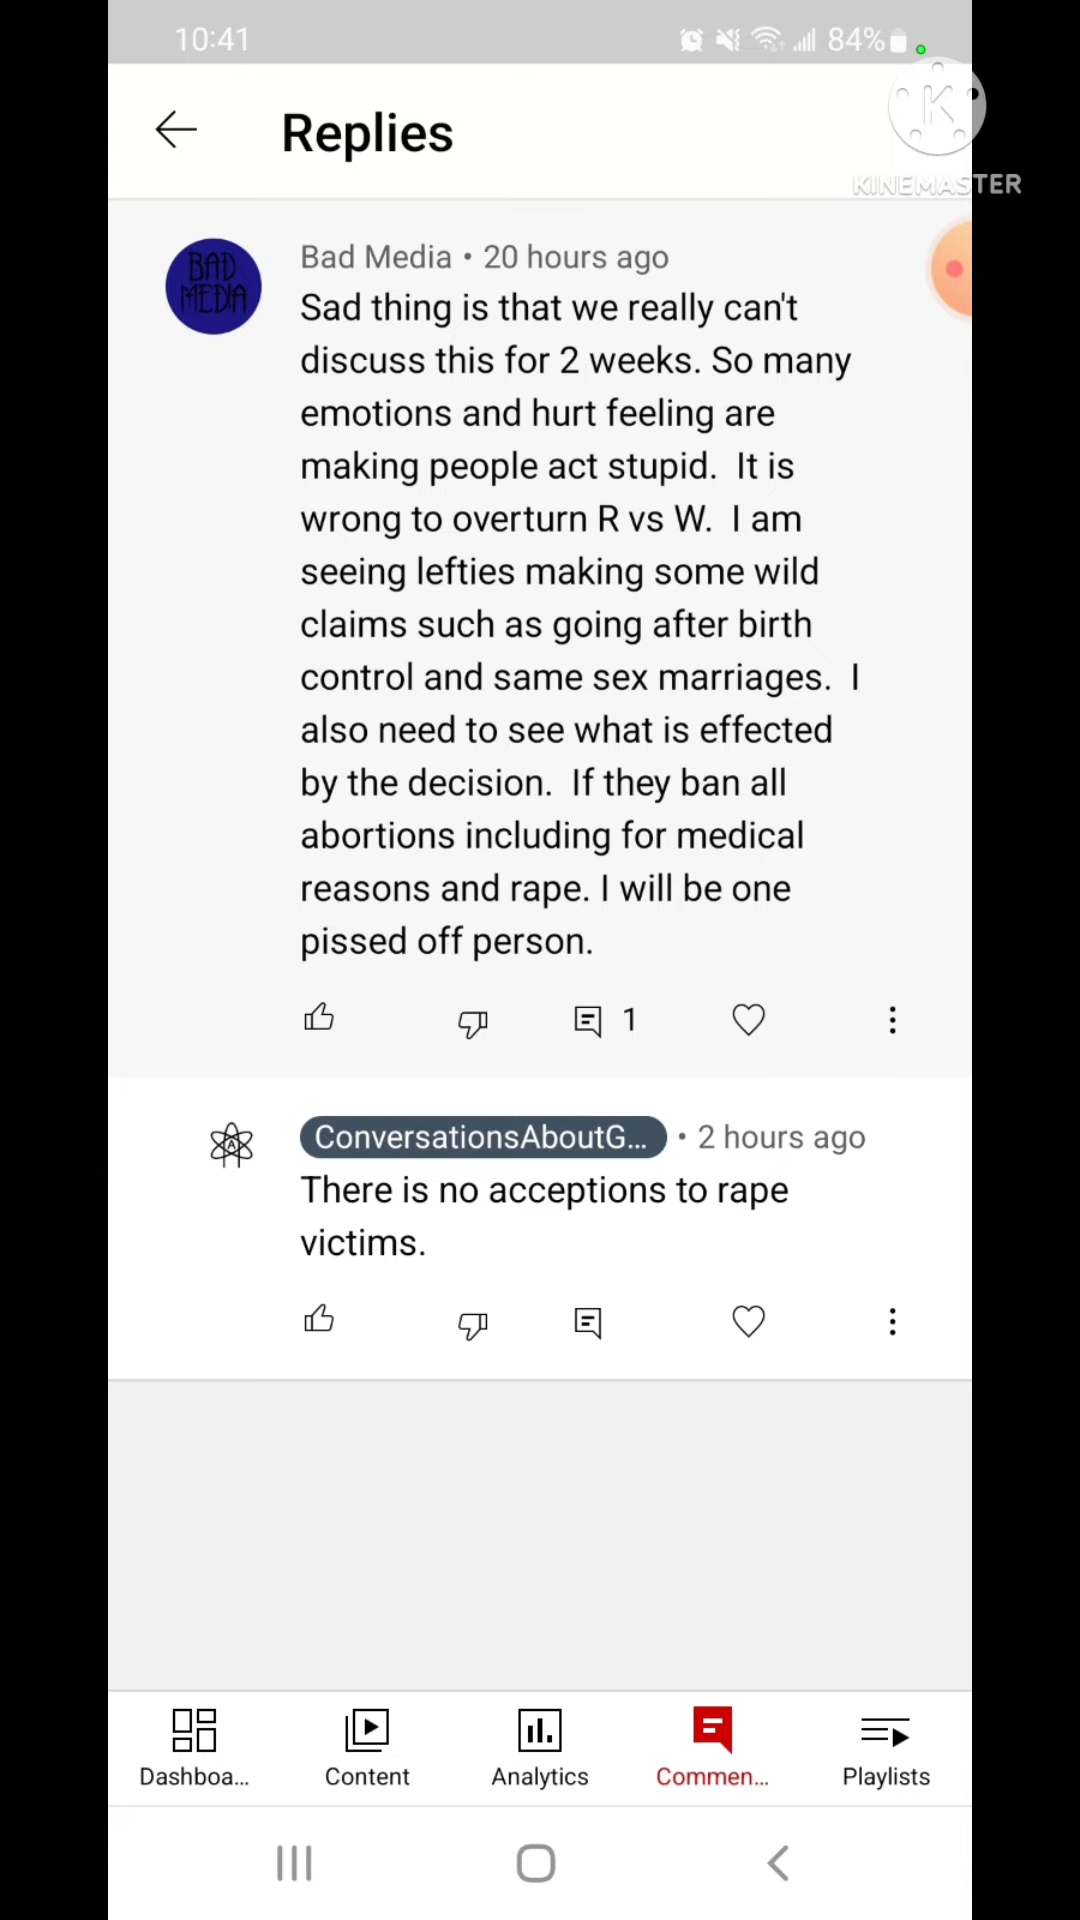 10:41
84%
Replies
KINEMASTER
BAD
MEDIA
Bad Media • 20 hours ago
Sad thing is that we really can't
discuss this for 2 weeks. So many
emotions and hurt feeling are
making people act stupid.  It is
wrong to overturn R vs W.  I am
seeing lefties making some wild
claims such as going after birth
control and same sex marriages.  I
also need to see what is effected
by the decision.  If they ban all
abortions including for medical
reasons and rape. I will be one
pissed off person.
1
ConversationsAboutG... • 2 hours ago
There is no acceptions to rape
victims.
Dashboa... Content Analytics Commen... Playlists